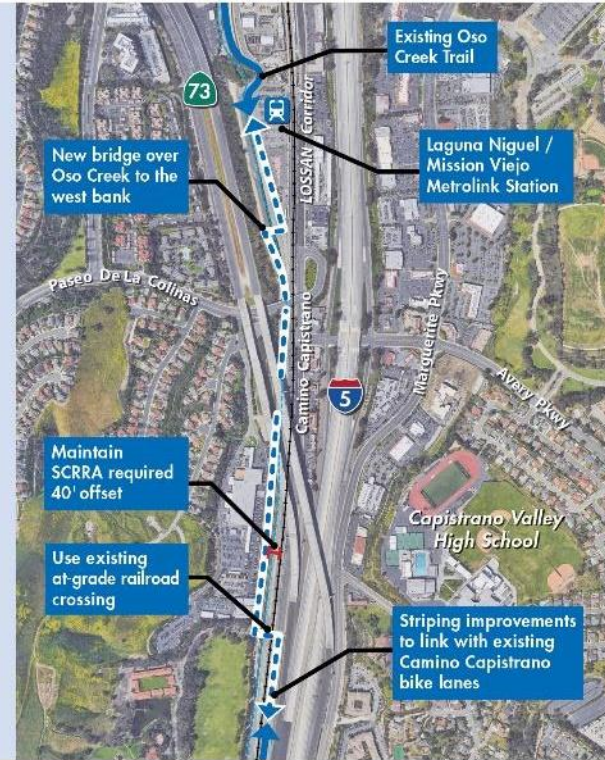 Existing Oso
Creek Trail
73
LOSSAN Corridor
Laguna Niguel /
Mission Viejo
Metrolink Station
New bridge over
Oso Creek to the
west bank
Paseo De La Colinas
Camino Capistrano
Marguerite Pkwy
5
Avery Pkwy
Maintain
SCRRA required
40' offset
Capistrano Valley
High School
Use existing
at-grade railroad
crossing
Striping improvements
to link with existing
Camino Capistrano
bike lanes